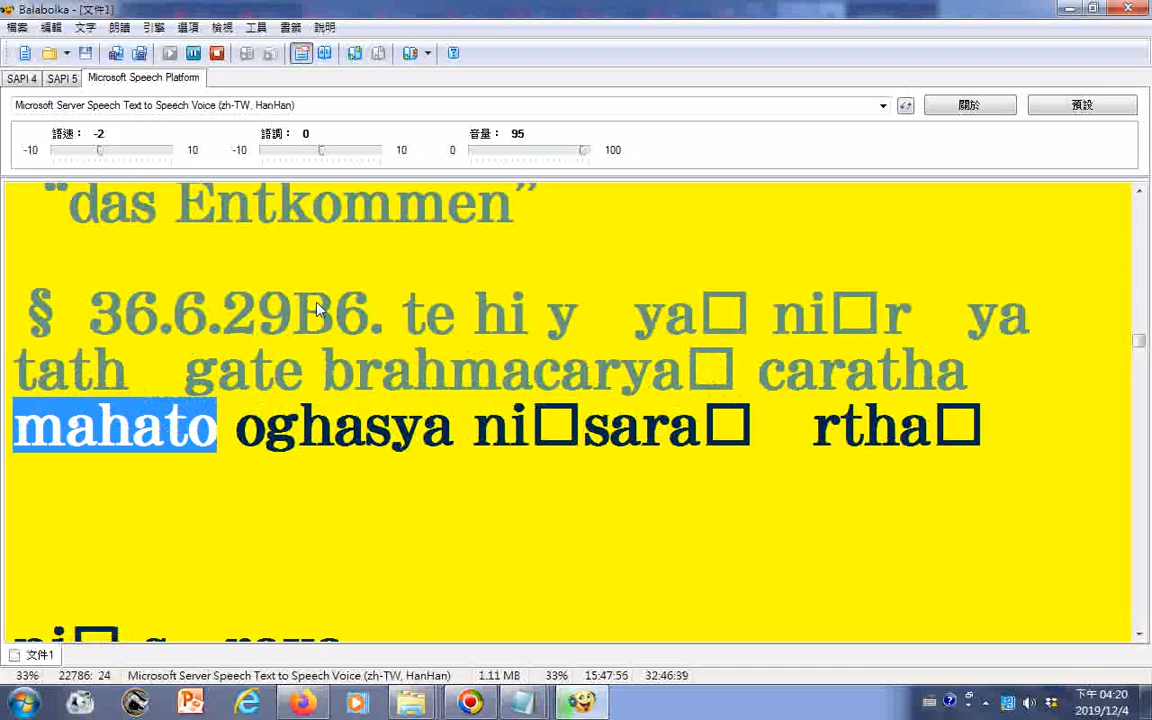 Balabolka - [文件1]
檔案 編輯 文字 朗讀 引擎 選項 檢視 工具 書籤 說明
SAPI 4 SAPI 5 Microsoft Speech Platform
Microsoft Server Speech Text to Speech Voice (zh-TW, HanHan) 關於 預設
語速： -2 語調： 0 音量： 95
-10 10 -10 10 0 100
“das Entkommen”
§ 36.6.29B6. te hi y ya□ ni□r ya
tath gate brahmacarya□ caratha
mahato oghasya ni□sara□ rtha□
文件1
33% 22786: 24 Microsoft Server Speech Text to Speech Voice (zh-TW, HanHan) 1.11 MB 33% 15:47:56 32:46:39
下午 04:20
2019/12/4